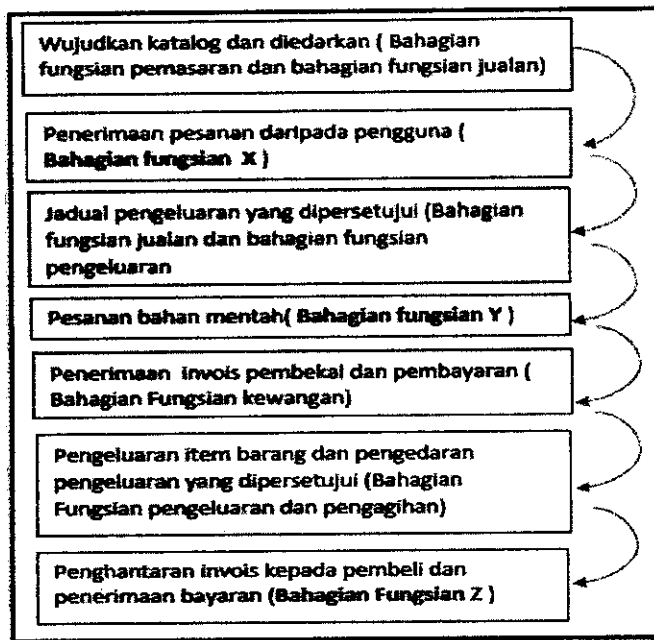 Wujudkan katalog dan diedarkan ( Bahagian
fungsian pemasaran dan bahagian fungsian jualan)
Penerimaan pesanan daripada pengguna (
Bahagian fungsian X )
Jadual pengeluaran yang dipersetujui (Bahagian
fungsian jualan dan bahagian fungsian
pengeluaran
Pesanan bahan mentah( Bahagian fungsian Y )
Penerimaan invois pembekal dan pembayaran (
Bahagian Fungsian kewangan)
Pengeluaran item barang dan pengedaran
pengeluaran yang dipersetujui (Bahagian
Fungsian pengeluaran dan pengagihan)
Penghantaran invois kepada pembeli dan
penerimaan bayaran (Bahagian Fungsian Z )